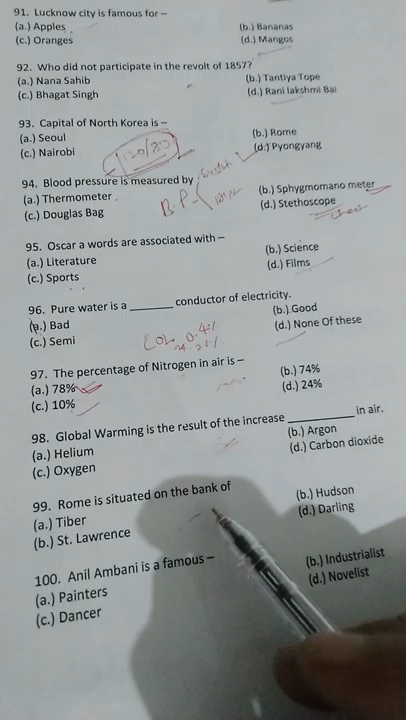 91. Lucknow city is famous for –
(a.) Apples (b.) Bananas
(c.) Oranges (d.) Mangos
92. Who did not participate in the revolt of 1857?
(a.) Nana Sahib (b.) Tantiya Tope
(c.) Bhagat Singh (d.) Rani lakshmi Bai
93. Capital of North Korea is –
(a.) Seoul (b.) Rome
(c.) Nairobi (d.) Pyongyang
120/80
94. Blood pressure is measured by
(a.) Thermometer (b.) Sphygmomano meter
(c.) Douglas Bag (d.) Stethoscope
B.P
95. Oscar a words are associated with –
(a.) Literature (b.) Science
(c.) Sports (d.) Films
96. Pure water is a ______ conductor of electricity.
(a.) Bad (b.) Good
(c.) Semi (d.) None Of these
97. The percentage of Nitrogen in air is –
(a.) 78% (b.) 74%
(c.) 10% (d.) 24%
98. Global Warming is the result of the increase __________ in air.
(a.) Helium (b.) Argon
(c.) Oxygen (d.) Carbon dioxide
99. Rome is situated on the bank of
(a.) Tiber (b.) Hudson
(b.) St. Lawrence (d.) Darling
100. Anil Ambani is a famous –
(a.) Painters (b.) Industrialist
(c.) Dancer (d.) Novelist